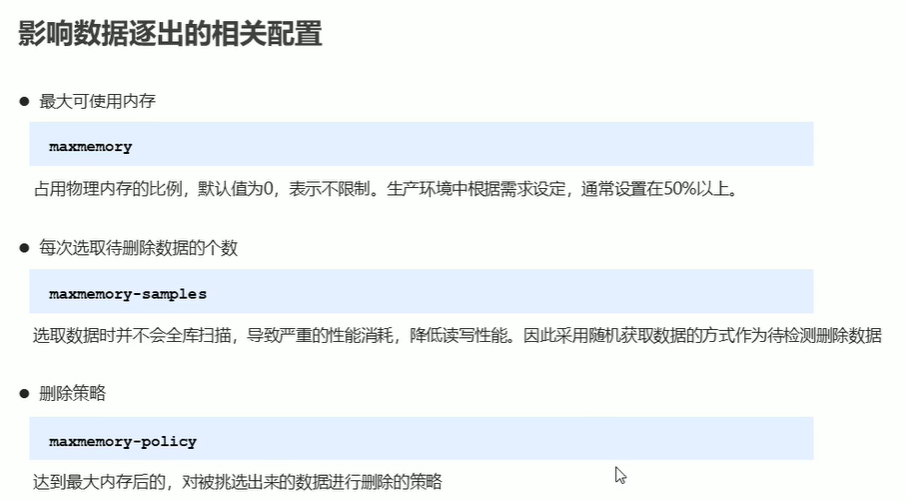 影响数据逐出的相关配置
● 最大可使用内存
maxmemory
占用物理内存的比例，默认值为0，表示不限制。生产环境中根据需求设定，通常设置在50%以上。
● 每次选取待删除数据的个数
maxmemory-samples
选取数据时并不会全库扫描，导致严重的性能消耗，降低读写性能。因此采用随机获取数据的方式作为待检测删除数据
● 删除策略
maxmemory-policy
达到最大内存后的，对被挑选出来的数据进行删除的策略